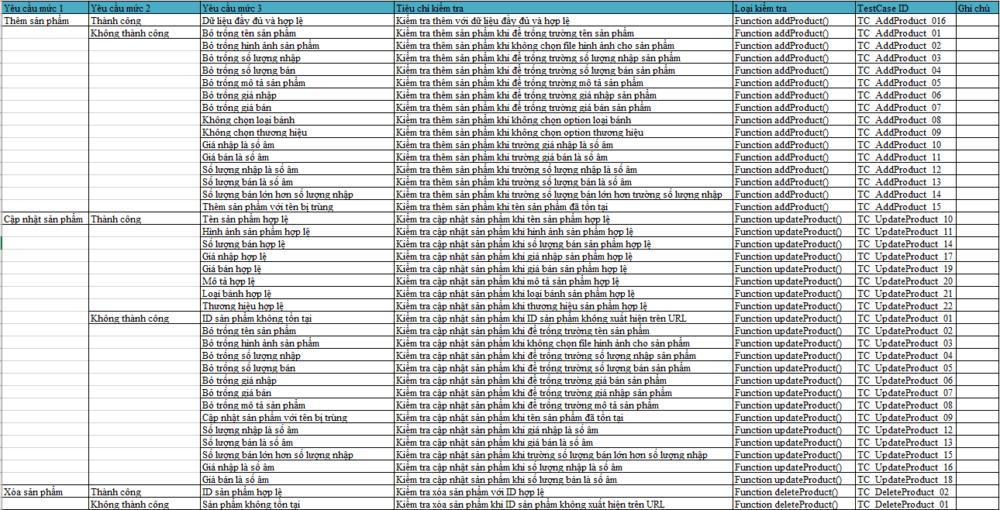 Yêu cầu mức 1 Yêu cầu mức 2 Yêu cầu mức 3 Tiêu chí kiểm tra Loại kiểm tra TestCase ID Ghi chú
Thêm sản phẩm Thành công Dữ liệu đầy đủ và hợp lệ Kiểm tra thêm với dữ liệu đầy đủ và hợp lệ Function addProduct() TC_AddProduct_016
Không thành công Bỏ trống tên sản phẩm Kiểm tra thêm sản phẩm khi để trống trường tên sản phẩm Function addProduct() TC_AddProduct_01
Bỏ trống hình ảnh sản phẩm Kiểm tra thêm sản phẩm khi không chọn file hình ảnh cho sản phẩm Function addProduct() TC_AddProduct_02
Bỏ trống số lượng nhập Kiểm tra thêm sản phẩm khi để trống trường số lượng nhập sản phẩm Function addProduct() TC_AddProduct_03
Bỏ trống số lượng bán Kiểm tra thêm sản phẩm khi để trống trường số lượng bán sản phẩm Function addProduct() TC_AddProduct_04
Bỏ trống mô tả sản phẩm Kiểm tra thêm sản phẩm khi để trống trường mô tả sản phẩm Function addProduct() TC_AddProduct_05
Bỏ trống giá nhập Kiểm tra thêm sản phẩm khi để trống trường giá nhập sản phẩm Function addProduct() TC_AddProduct_06
Bỏ trống giá bán Kiểm tra thêm sản phẩm khi để trống trường giá bán sản phẩm Function addProduct() TC_AddProduct_07
Không chọn loại bánh Kiểm tra thêm sản phẩm khi không chọn option loại bánh Function addProduct() TC_AddProduct_08
Không chọn thương hiệu Kiểm tra thêm sản phẩm khi không chọn option thương hiệu Function addProduct() TC_AddProduct_09
Giá nhập là số âm Kiểm tra thêm sản phẩm khi trường giá nhập là số âm Function addProduct() TC_AddProduct_10
Giá bán là số âm Kiểm tra thêm sản phẩm khi trường giá bán là số âm Function addProduct() TC_AddProduct_11
Số lượng nhập là số âm Kiểm tra thêm sản phẩm khi trường số lượng nhập là số âm Function addProduct() TC_AddProduct_12
Số lượng bán là số âm Kiểm tra thêm sản phẩm khi trường số lượng bán là số âm Function addProduct() TC_AddProduct_13
Số lượng bán lớn hơn số lượng nhập Kiểm tra thêm sản phẩm khi trường số lượng bán lớn hơn trường số lượng nhập Function addProduct() TC_AddProduct_14
Thêm sản phẩm với tên bị trùng Kiểm tra thêm sản phẩm khi tên sản phẩm đã tồn tại Function addProduct() TC_AddProduct_15
Cập nhật sản phẩm Thành công Tên sản phẩm hợp lệ Kiểm tra cập nhật sản phẩm khi tên sản phẩm hợp lệ Function updateProduct() TC_UpdateProduct_10
Hình ảnh sản phẩm hợp lệ Kiểm tra cập nhật sản phẩm khi hình ảnh sản phẩm hợp lệ Function updateProduct() TC_UpdateProduct_11
Số lượng bán hợp lệ Kiểm tra cập nhật sản phẩm khi số lượng bán sản phẩm hợp lệ Function updateProduct() TC_UpdateProduct_14
Giá nhập hợp lệ Kiểm tra cập nhật sản phẩm khi giá nhập sản phẩm hợp lệ Function updateProduct() TC_UpdateProduct_17
Giá bán hợp lệ Kiểm tra cập nhật sản phẩm khi giá bán sản phẩm hợp lệ Function updateProduct() TC_UpdateProduct_19
Mô tả hợp lệ Kiểm tra cập nhật sản phẩm khi mô tả sản phẩm hợp lệ Function updateProduct() TC_UpdateProduct_20
Loại bánh hợp lệ Kiểm tra cập nhật sản phẩm khi loại bánh sản phẩm hợp lệ Function updateProduct() TC_UpdateProduct_21
Thương hiệu hợp lệ Kiểm tra cập nhật sản phẩm khi thương hiệu sản phẩm hợp lệ Function updateProduct() TC_UpdateProduct_22
Không thành công ID sản phẩm không tồn tại Kiểm tra cập nhật sản phẩm khi ID sản phẩm không xuất hiện trên URL Function updateProduct() TC_UpdateProduct_01
Bỏ trống tên sản phẩm Kiểm tra cập nhật sản phẩm khi để trống trường tên sản phẩm Function updateProduct() TC_UpdateProduct_02
Bỏ trống hình ảnh sản phẩm Kiểm tra cập nhật sản phẩm khi không chọn file hình ảnh cho sản phẩm Function updateProduct() TC_UpdateProduct_03
Bỏ trống số lượng nhập Kiểm tra cập nhật sản phẩm khi để trống trường số lượng nhập sản phẩm Function updateProduct() TC_UpdateProduct_04
Bỏ trống số lượng bán Kiểm tra cập nhật sản phẩm khi để trống trường số lượng bán sản phẩm Function updateProduct() TC_UpdateProduct_05
Bỏ trống giá nhập Kiểm tra cập nhật sản phẩm khi để trống trường giá bán sản phẩm Function updateProduct() TC_UpdateProduct_06
Bỏ trống giá bán Kiểm tra cập nhật sản phẩm khi để trống trường giá nhập sản phẩm Function updateProduct() TC_UpdateProduct_07
Bỏ trống mô tả sản phẩm Kiểm tra cập nhật sản phẩm khi để trống trường mô tả sản phẩm Function updateProduct() TC_UpdateProduct_08
Cập nhật sản phẩm với tên bị trùng Kiểm tra cập nhật sản phẩm khi tên sản phẩm đã tồn tại Function updateProduct() TC_UpdateProduct_09
Số lượng nhập là số âm Kiểm tra cập nhật sản phẩm khi giá nhập là số âm Function updateProduct() TC_UpdateProduct_12
Số lượng bán là số âm Kiểm tra cập nhật sản phẩm khi giá bán là số âm Function updateProduct() TC_UpdateProduct_13
Số lượng bán lớn hơn số lượng nhập Kiểm tra cập nhật sản phẩm khi trường số lượng bán lớn hơn số lượng nhập Function updateProduct() TC_UpdateProduct_15
Giá nhập là số âm Kiểm tra cập nhật sản phẩm khi số lượng nhập là số âm Function updateProduct() TC_UpdateProduct_16
Giá bán là số âm Kiểm tra cập nhật sản phẩm khi số lượng bán là số âm Function updateProduct() TC_UpdateProduct_18
Xóa sản phẩm Thành công ID sản phẩm hợp lệ Kiểm tra xóa sản phẩm với ID hợp lệ Function deleteProduct() TC_DeleteProduct_02
Không thành công Sản phẩm không tồn tại Kiểm tra xóa sản phẩm khi ID sản phẩm không xuất hiện trên URL Function deleteProduct() TC_DeleteProduct_01